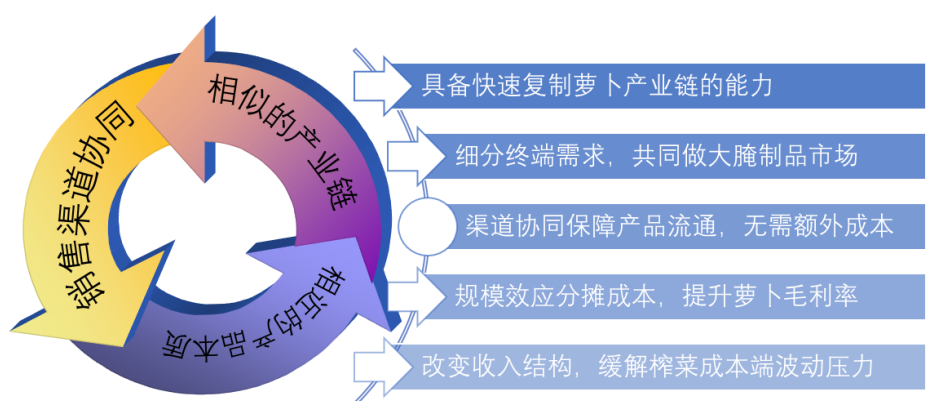 相似的产业链
销售渠道协同
相近的产品本质
具备快速复制萝卜产业链的能力
细分终端需求，共同做大腌制品市场
渠道协同保障产品流通，无需额外成本
规模效应分摊成本，提升萝卜毛利率
改变收入结构，缓解榨菜成本端波动压力